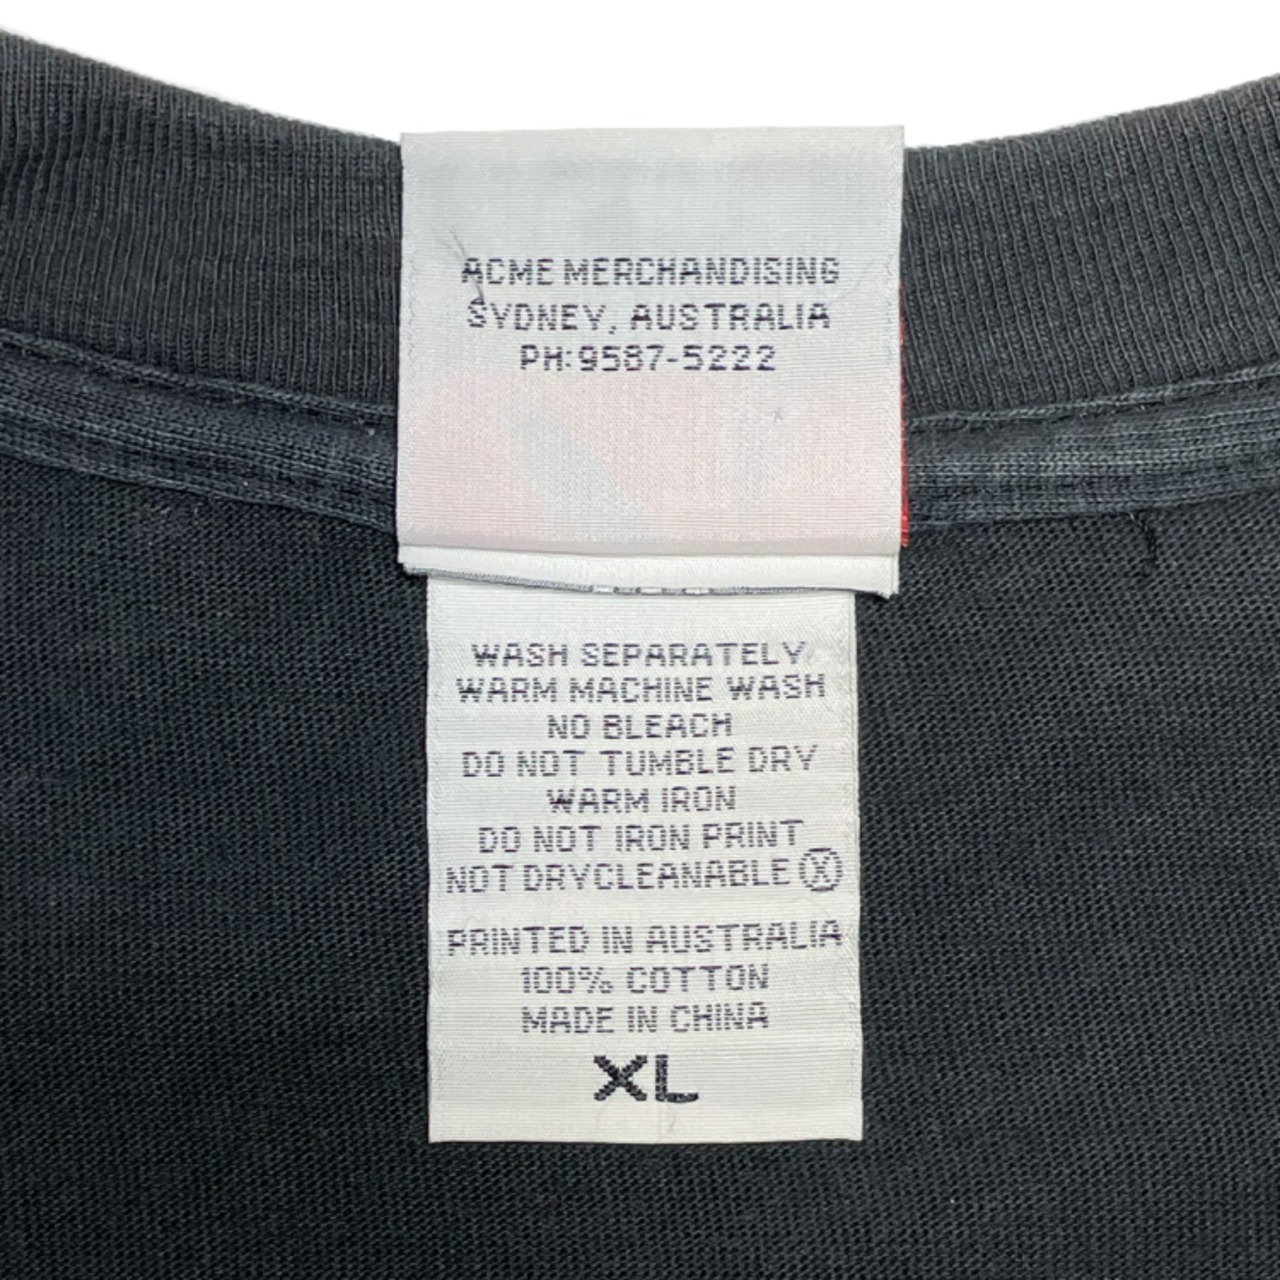 ACME MERCHANDISING
SYDNEY, AUSTRALIA
PH:9587-5222
WASH SEPARATELY
WARM MACHINE WASH
NO BLEACH
DO NOT TUMBLE DRY
WARM IRON
DO NOT IRON PRINT
NOT DRYCLEANABLE Ⓧ
PRINTED IN AUSTRALIA
100% COTTON
MADE IN CHINA
XL